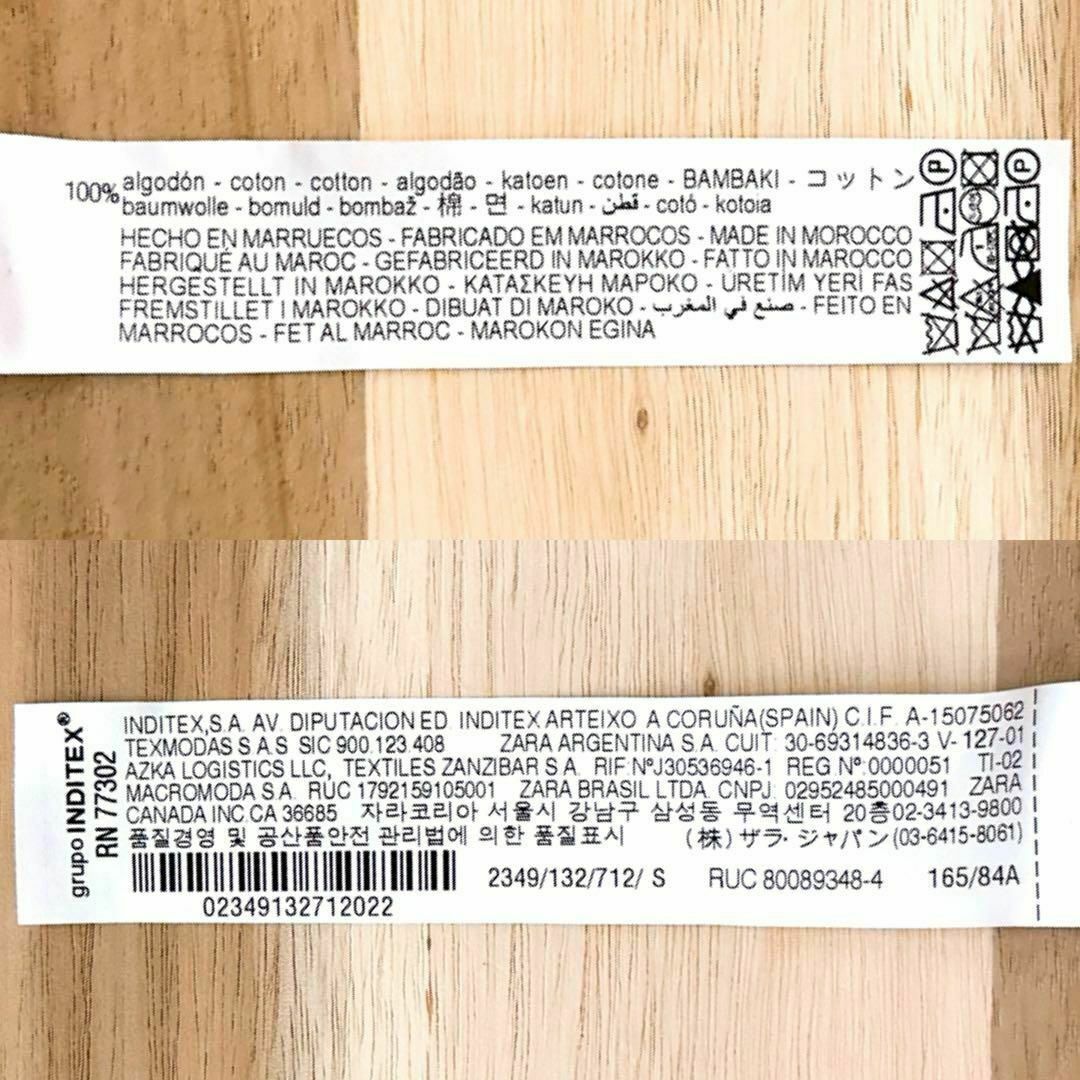 100% algodón - coton - cotton - algodão - katoen - cotone - BAMBAKI - コットン
baumwolle - bomuld - bombaž - 棉 - 면 - katun - قطن - cotó - kotoia
HECHO EN MARRUECOS - FABRICADO EM MARROCOS - MADE IN MOROCCO
FABRIQUÉ AU MAROC - GEFABRICEERD IN MAROKKO - FATTO IN MAROCCO
HERGESTELLT IN MAROKKO - ΚΑΤΑΣΚΕΥΗ ΜΑΡΟΚΟ - ÜRETİM YERİ FAS
FREMSTILLET I MAROKKO - DIBUAT DI MAROKO - صنع في المغرب - FEITO EN
MARROCOS - FET AL MARROC - MAROKON EGINA
grupo INDITEX®
RN 77302
INDITEX,S.A. AV. DIPUTACION ED. INDITEX ARTEIXO A CORUÑA(SPAIN) C.I.F. A-15075062
TEXMODAS S A S SIC 900.123.408 ZARA ARGENTINA S.A. CUIT: 30-69314836-3 V- 127-01
AZKA LOGISTICS LLC, TEXTILES ZANZIBAR S A. RIF:NºJ30536946-1 REG Nº:0000051 TI-02
MACROMODA S.A. RUC 1792159105001 ZARA BRASIL LTDA. CNPJ: 02952485000491 ZARA
CANADA INC.CA 36685 자라코리아 서울시 강남구 삼성동 무역센터 20층02-3413-9800
품질경영 및 공산품안전 관리법에 의한 품질표시 (株) ザラ・ジャパン(03-6415-8061)
2349/132/712/ S RUC 80089348-4 165/84A
02349132712022